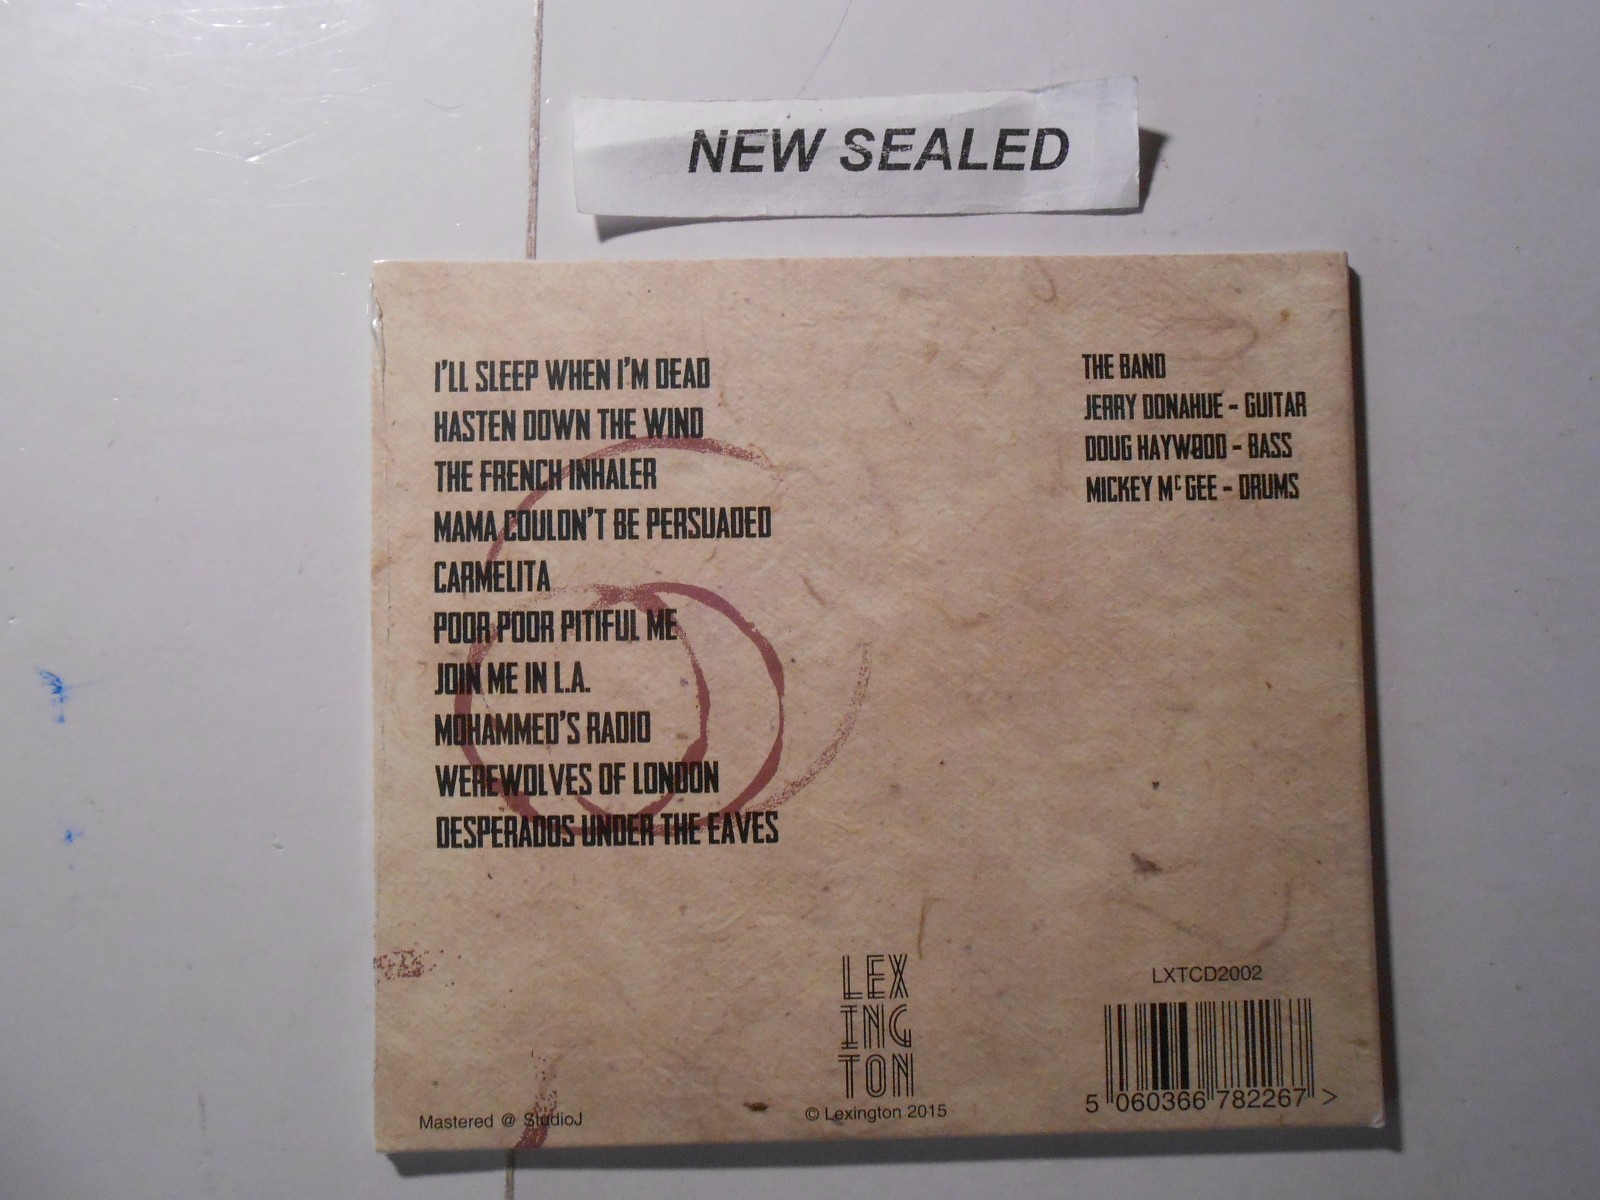 NEW SEALED
I'LL SLEEP WHEN I'M DEAD
HASTEN DOWN THE WIND
THE FRENCH INHALER
MAMA COULDN'T BE PERSUADED
CARMELITA
POOR POOR PITIFUL ME
JOIN ME IN L.A.
MOHAMMED'S RADIO
WEREWOLVES OF LONDON
DESPERADOS UNDER THE EAVES
THE BAND
JERRY DONAHUE - GUITAR
DOUG HAYWOOD - BASS
MICKEY MC GEE - DRUMS
Mastered @ StudioJ
LEX
ING
TON
© Lexington 2015
LXTCD2002
5 060366 782267 >